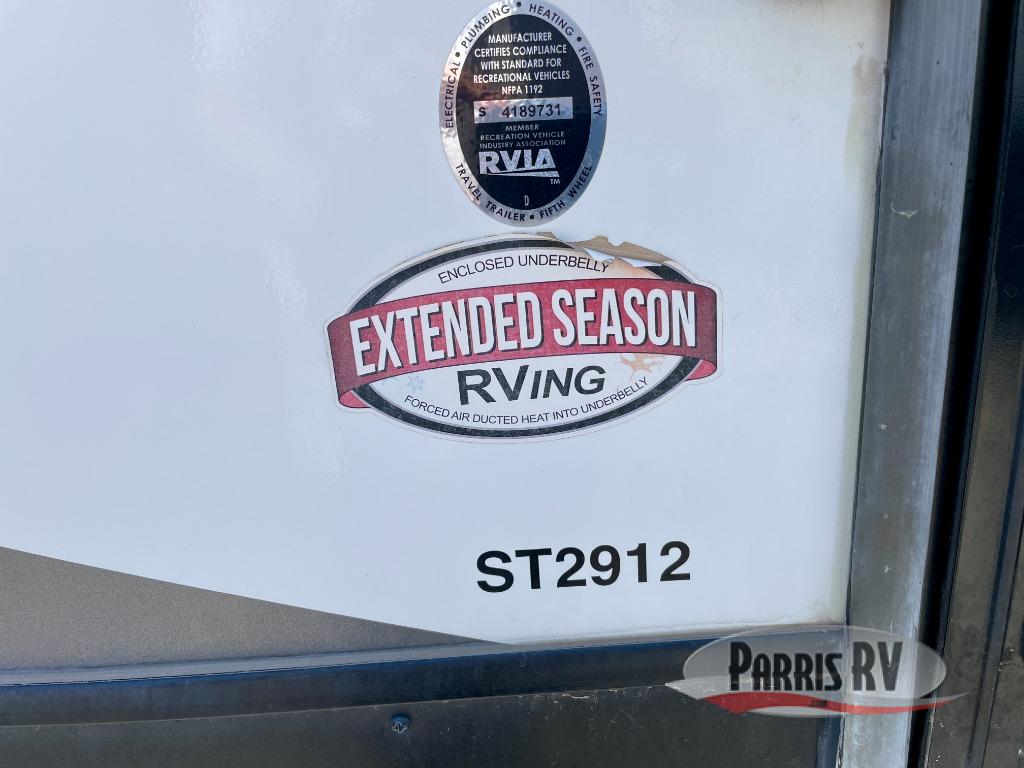 ELECTRICAL • PLUMBING • HEATING • FIRE SAFETY
MANUFACTURER
CERTIFIES COMPLIANCE
WITH STANDARD FOR
RECREATIONAL VEHICLES
NFPA 1192
S 4189731
MEMBER
RECREATION VEHICLE
INDUSTRY ASSOCIATION
RVIA
TM
D
TRAVEL TRAILER • FIFTH WHEEL
ENCLOSED UNDERBELLY
EXTENDED SEASON
RVING
FORCED AIR DUCTED HEAT INTO UNDERBELLY
ST2912
PARRIS RV
.com